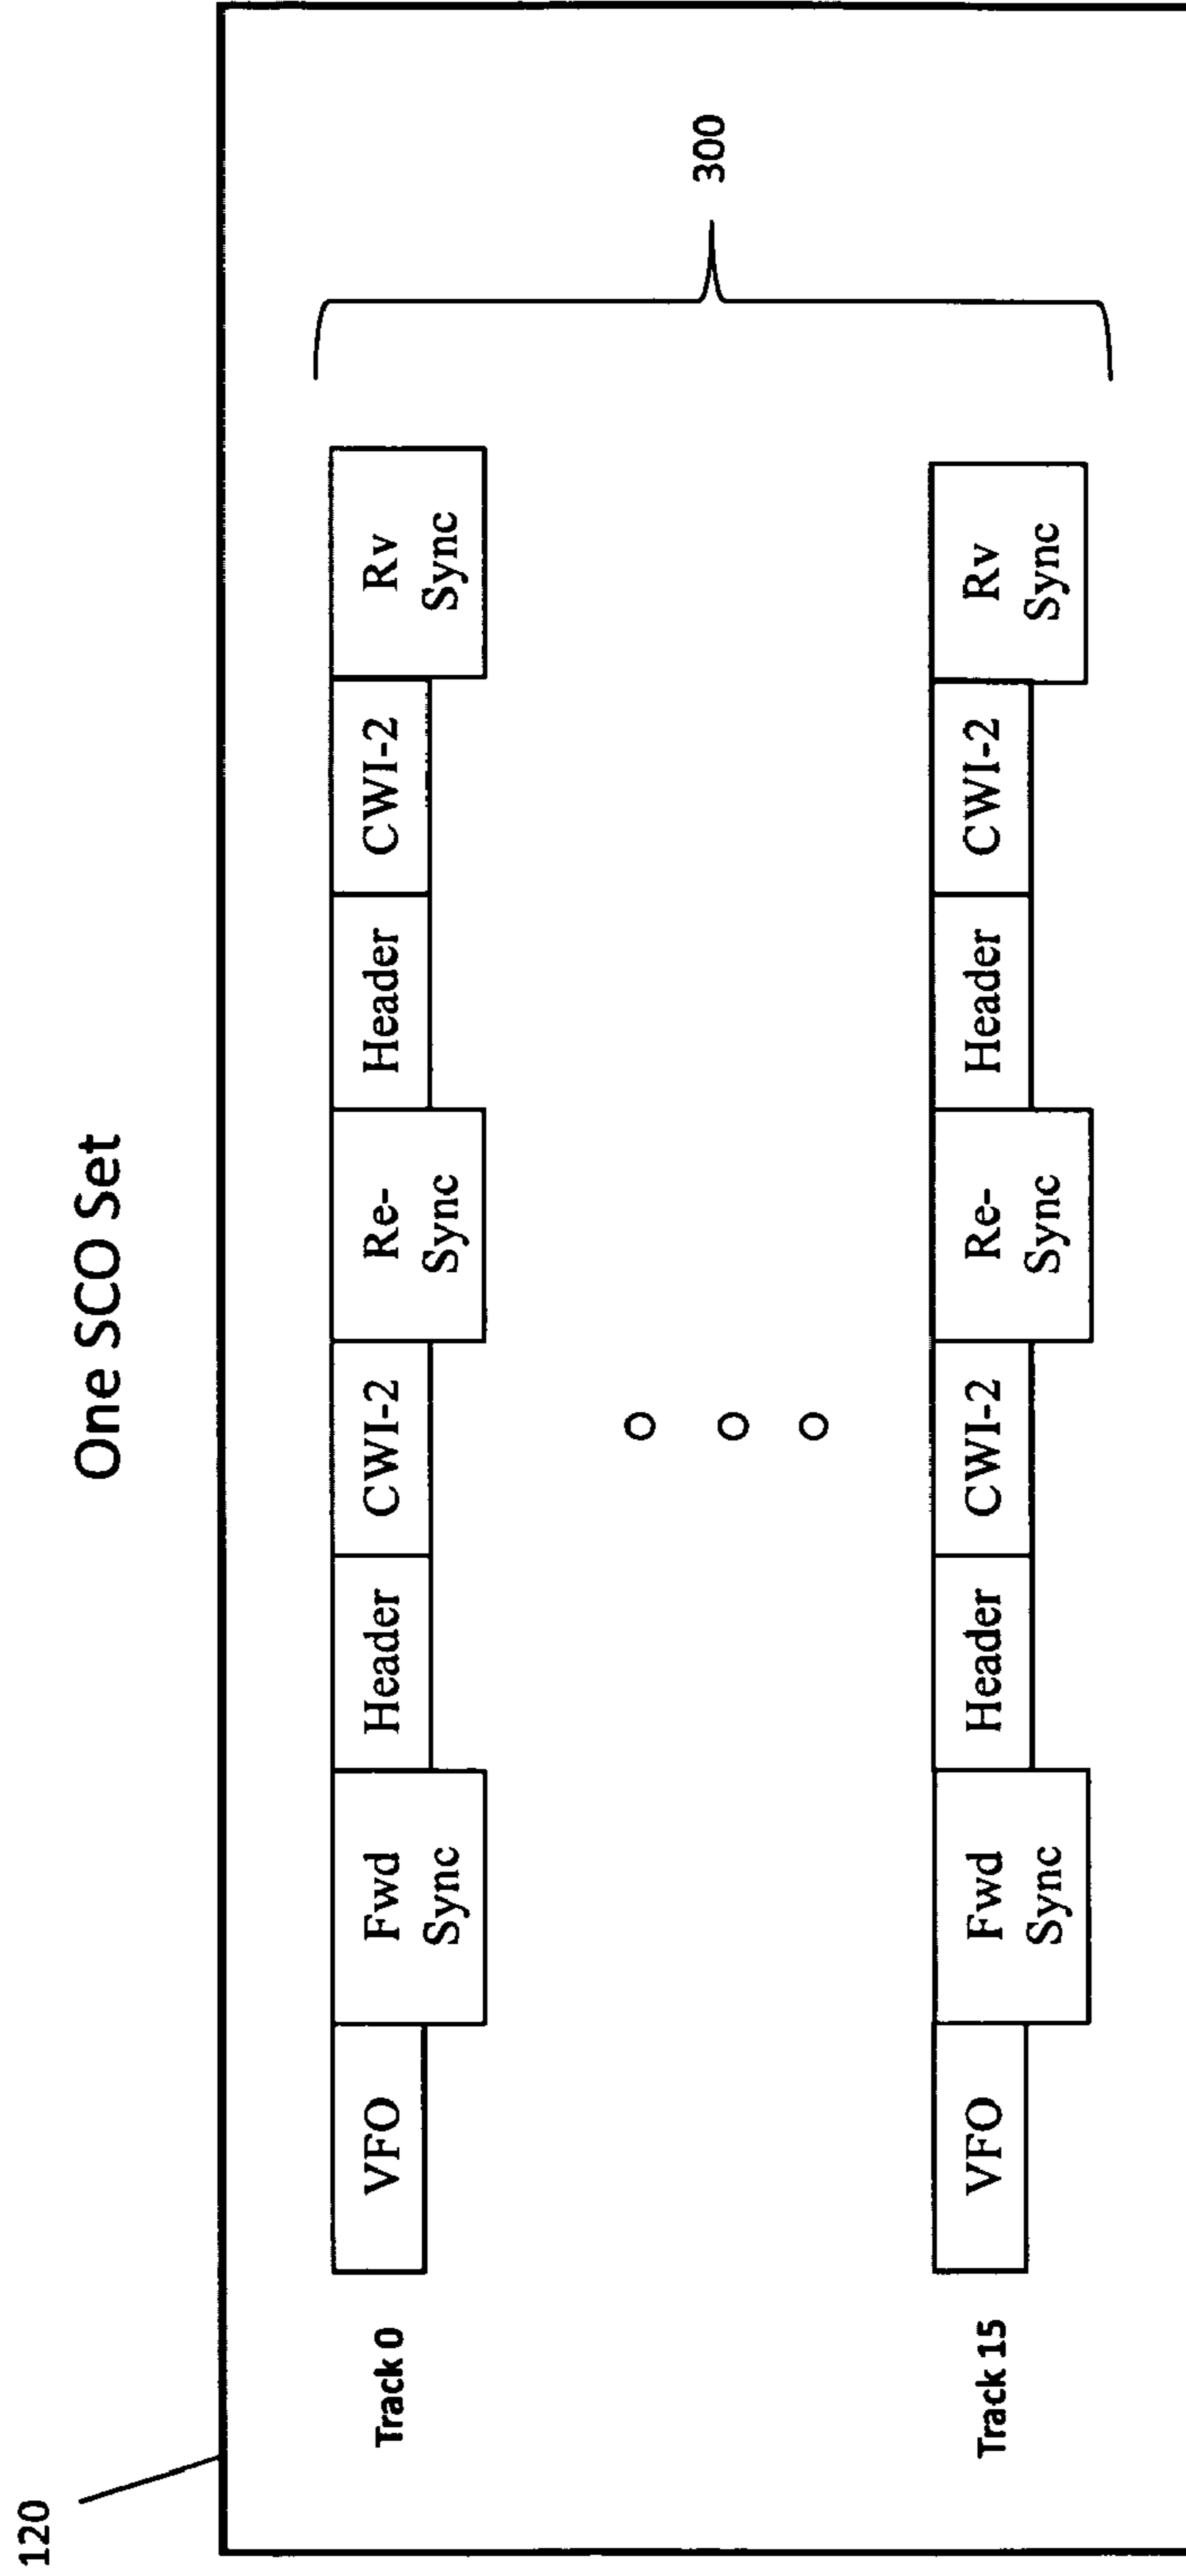 One SCO Set
120
Track 0
VFO
Fwd
Sync
Header
CWI-2
Re-
Sync
Header
CWI-2
Rv
Sync
300
Track 15
VFO
Fwd
Sync
Header
CWI-2
Re-
Sync
Header
CWI-2
Rv
Sync